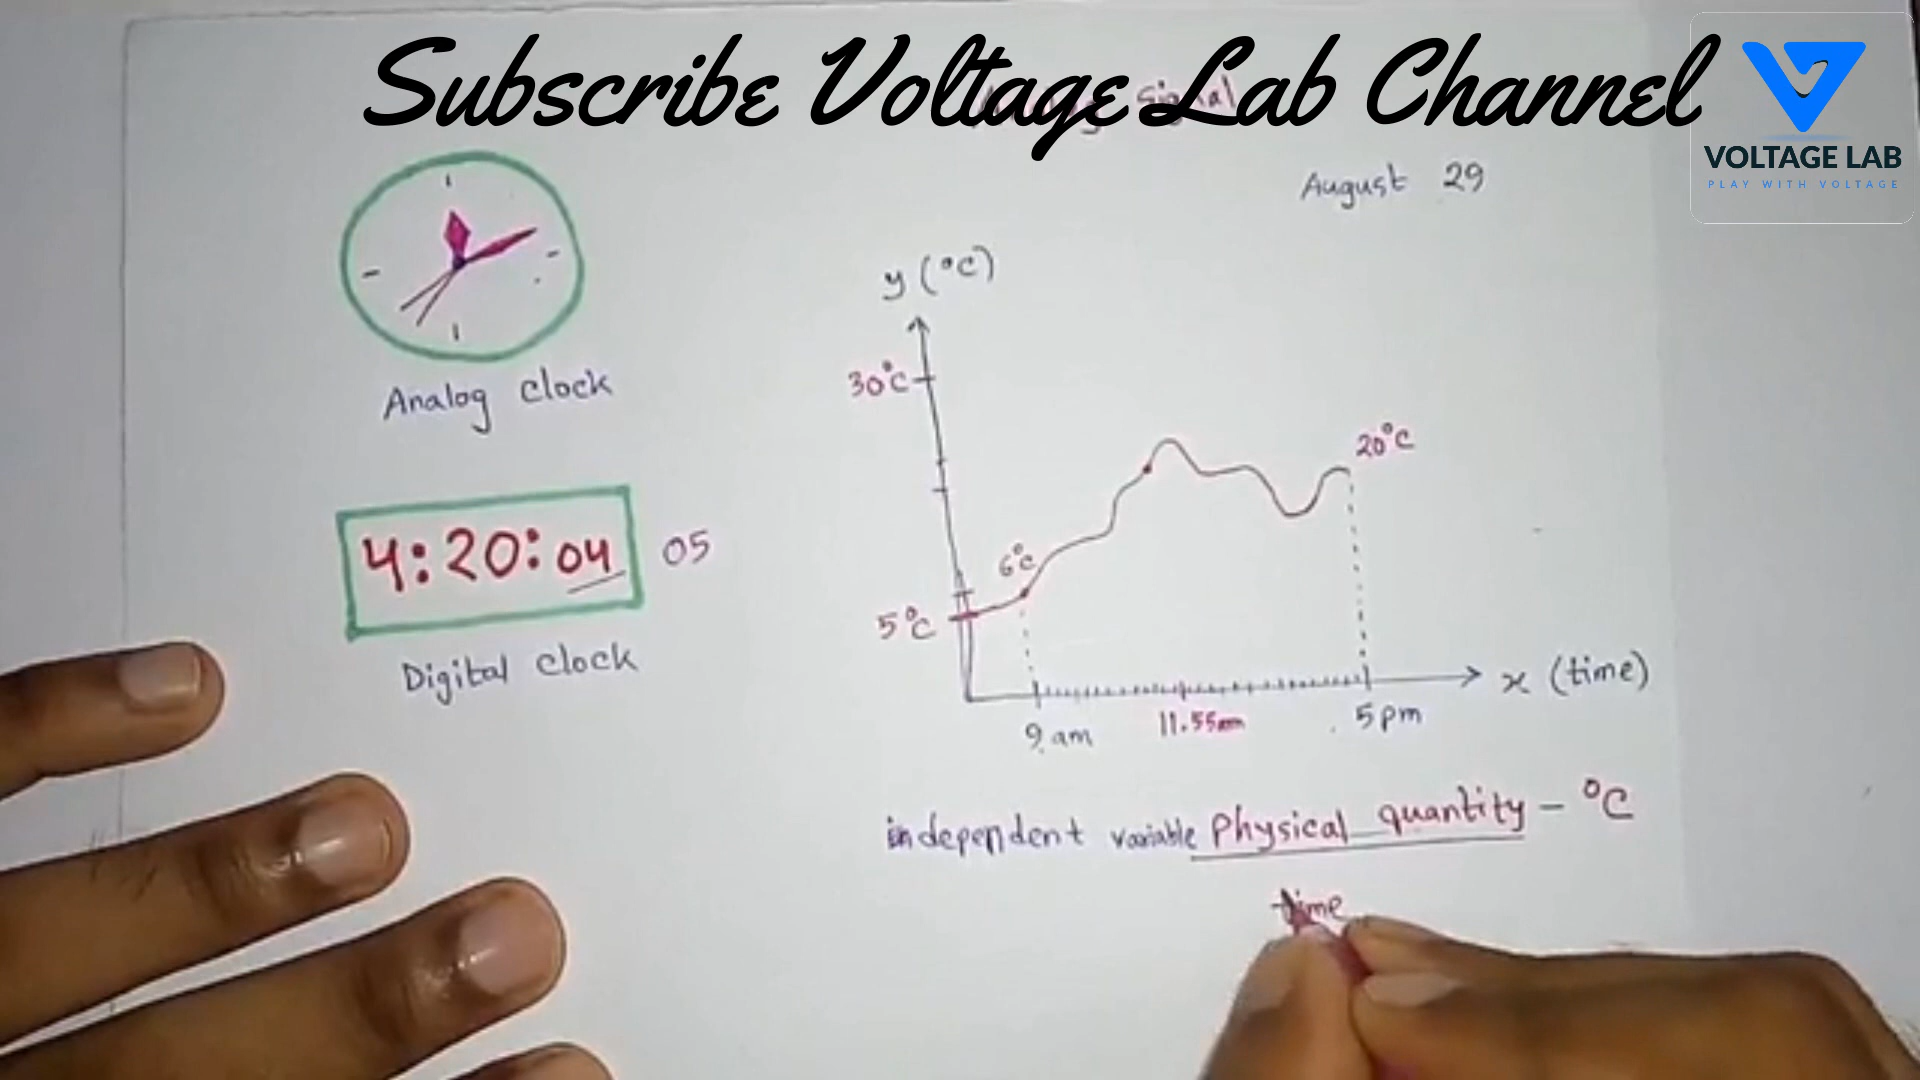 Subscribe Voltage Lab Channel
signal
VOLTAGE LAB
PLAY WITH VOLTAGE
August 29
Analog clock
4:20:04 05
Digital clock
y (°C)
30°C
20°C
6°C
5°C
x (time)
9 am 11.55am 5 pm
independent variable Physical quantity - °C
time